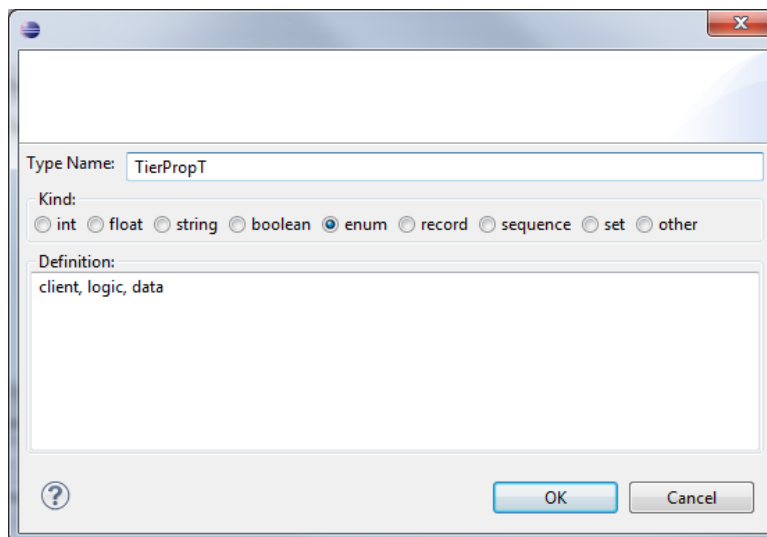 Type Name: TierPropT
Kind:
int float string boolean enum record sequence set other
Definition:
client, logic, data
OK Cancel